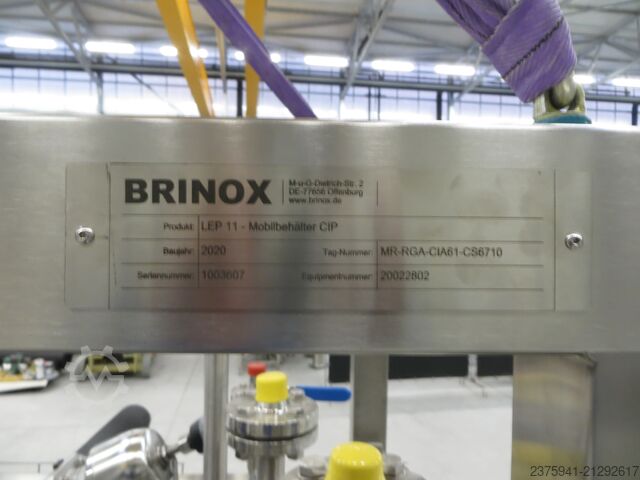 BRINOX
M-u-G-Dietrich-Str. 2
DE-77656 Offenburg
www.brinox.de
Produkt: LEP 11 - Mobilbehälter CIP
Baujahr: 2020 Tag-Nummer: MR-RGA-CIA61-CS6710
Seriennummer: 1003607 Equipmentnummer: 20022802
2375941-21292617